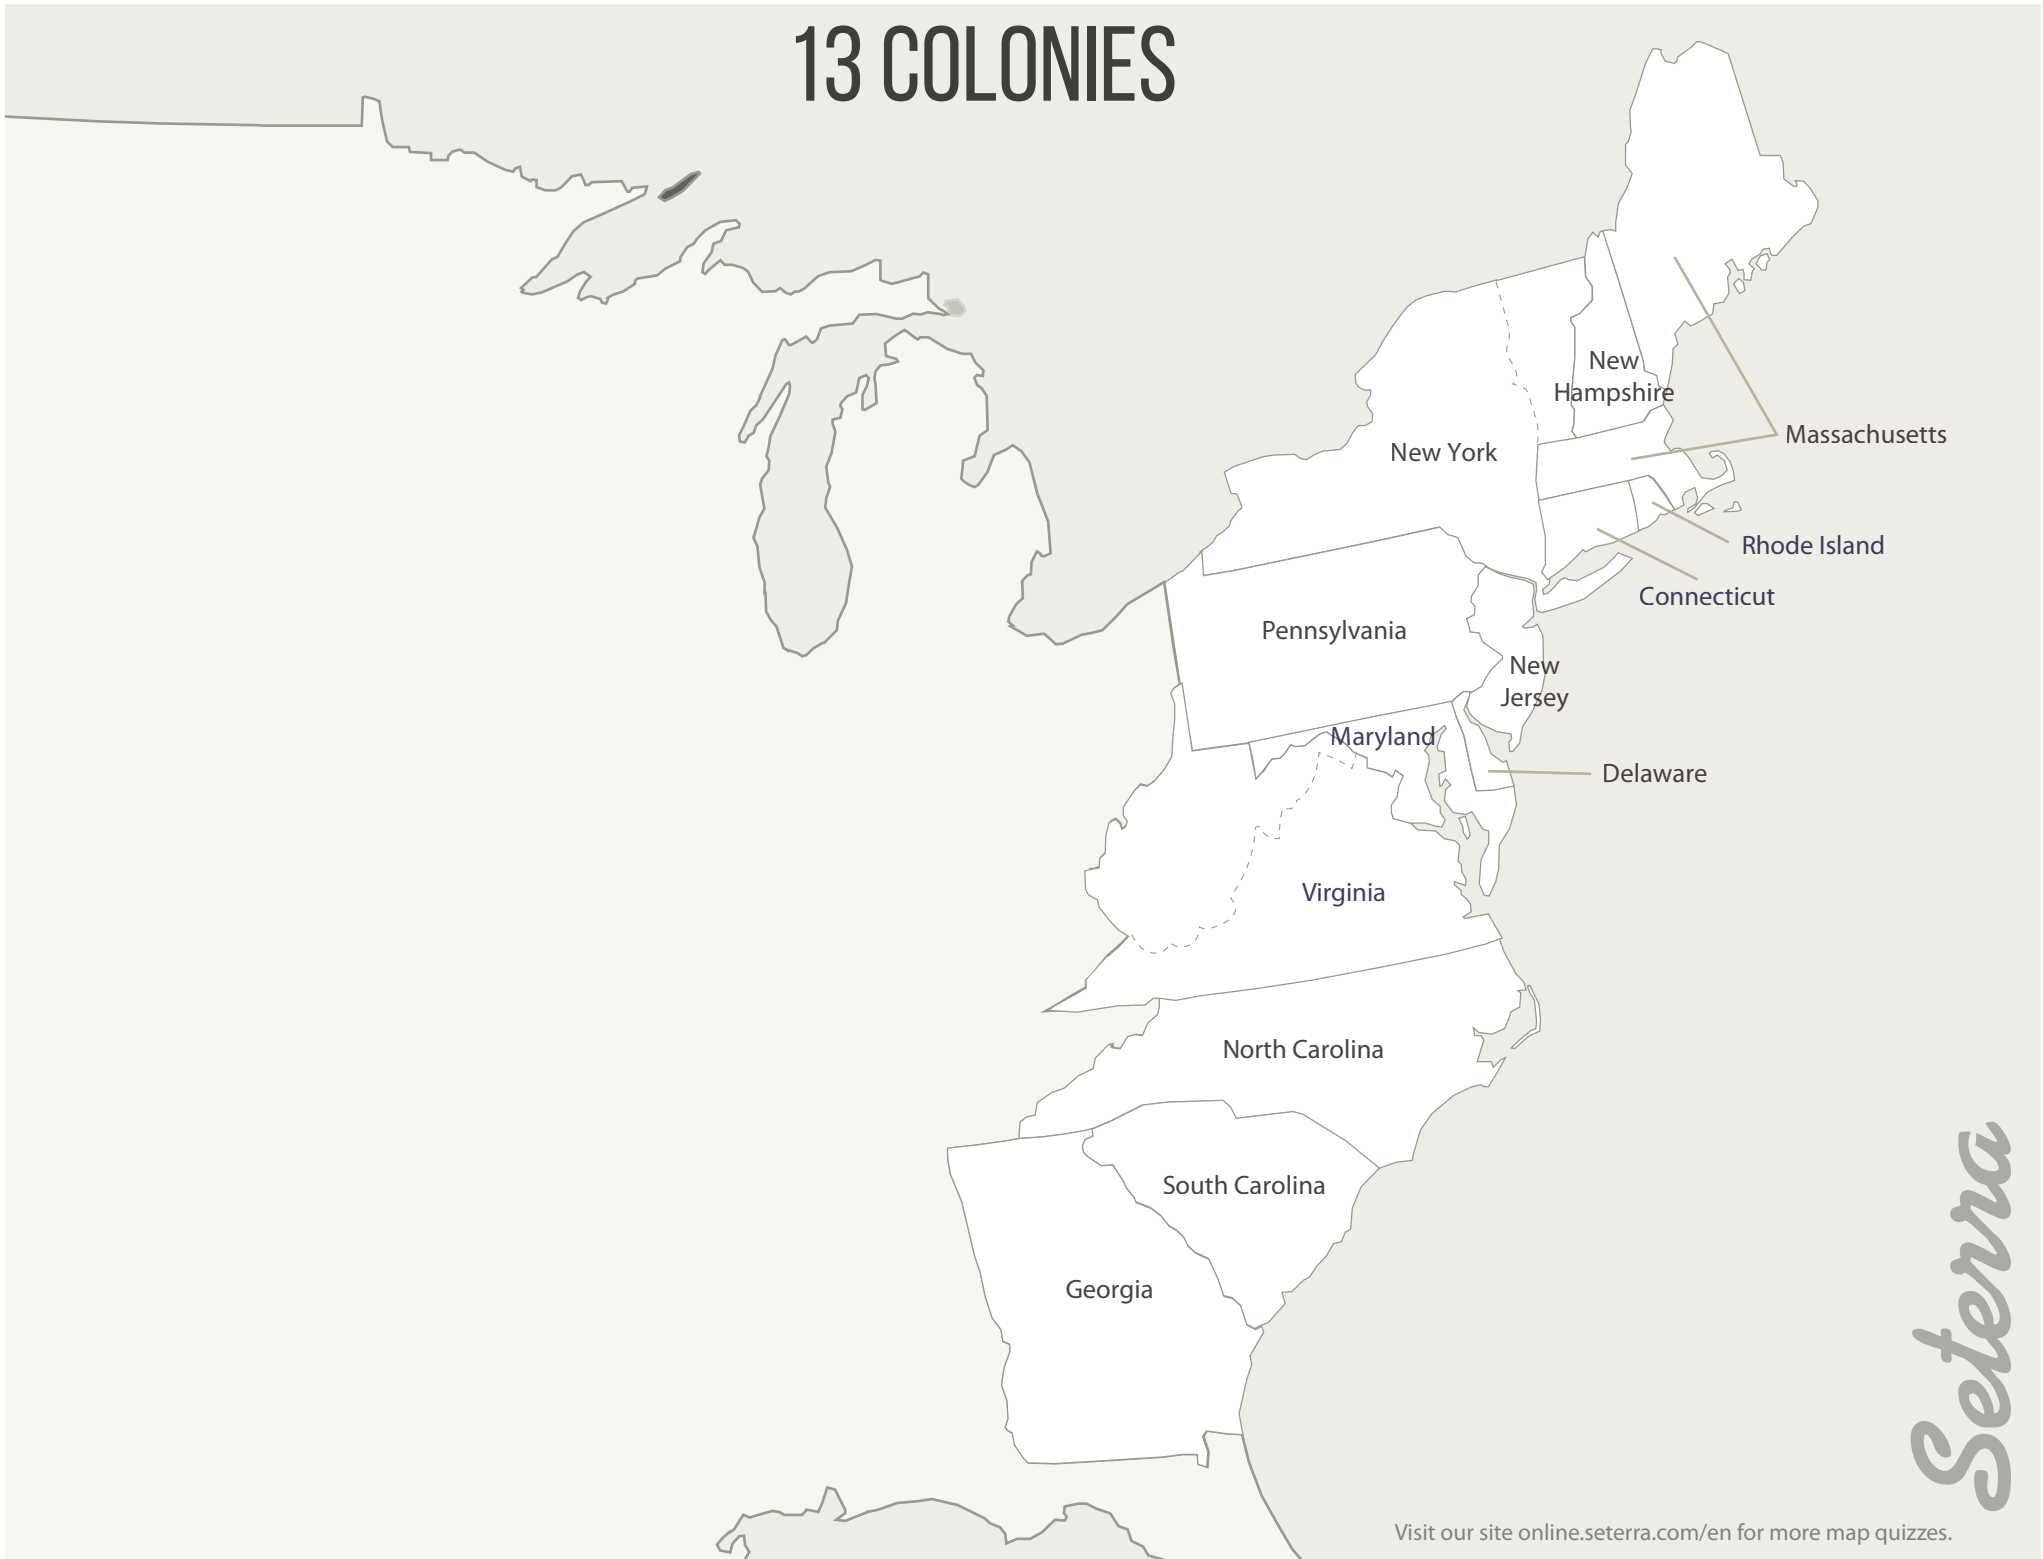 13 COLONIES
New
Hampshire
Massachusetts
New York
Rhode Island
Connecticut
Pennsylvania
New
Jersey
Maryland
Delaware
Virginia
North Carolina
South Carolina
Georgia
Seterra
Visit our site online.seterra.com/en for more map quizzes.